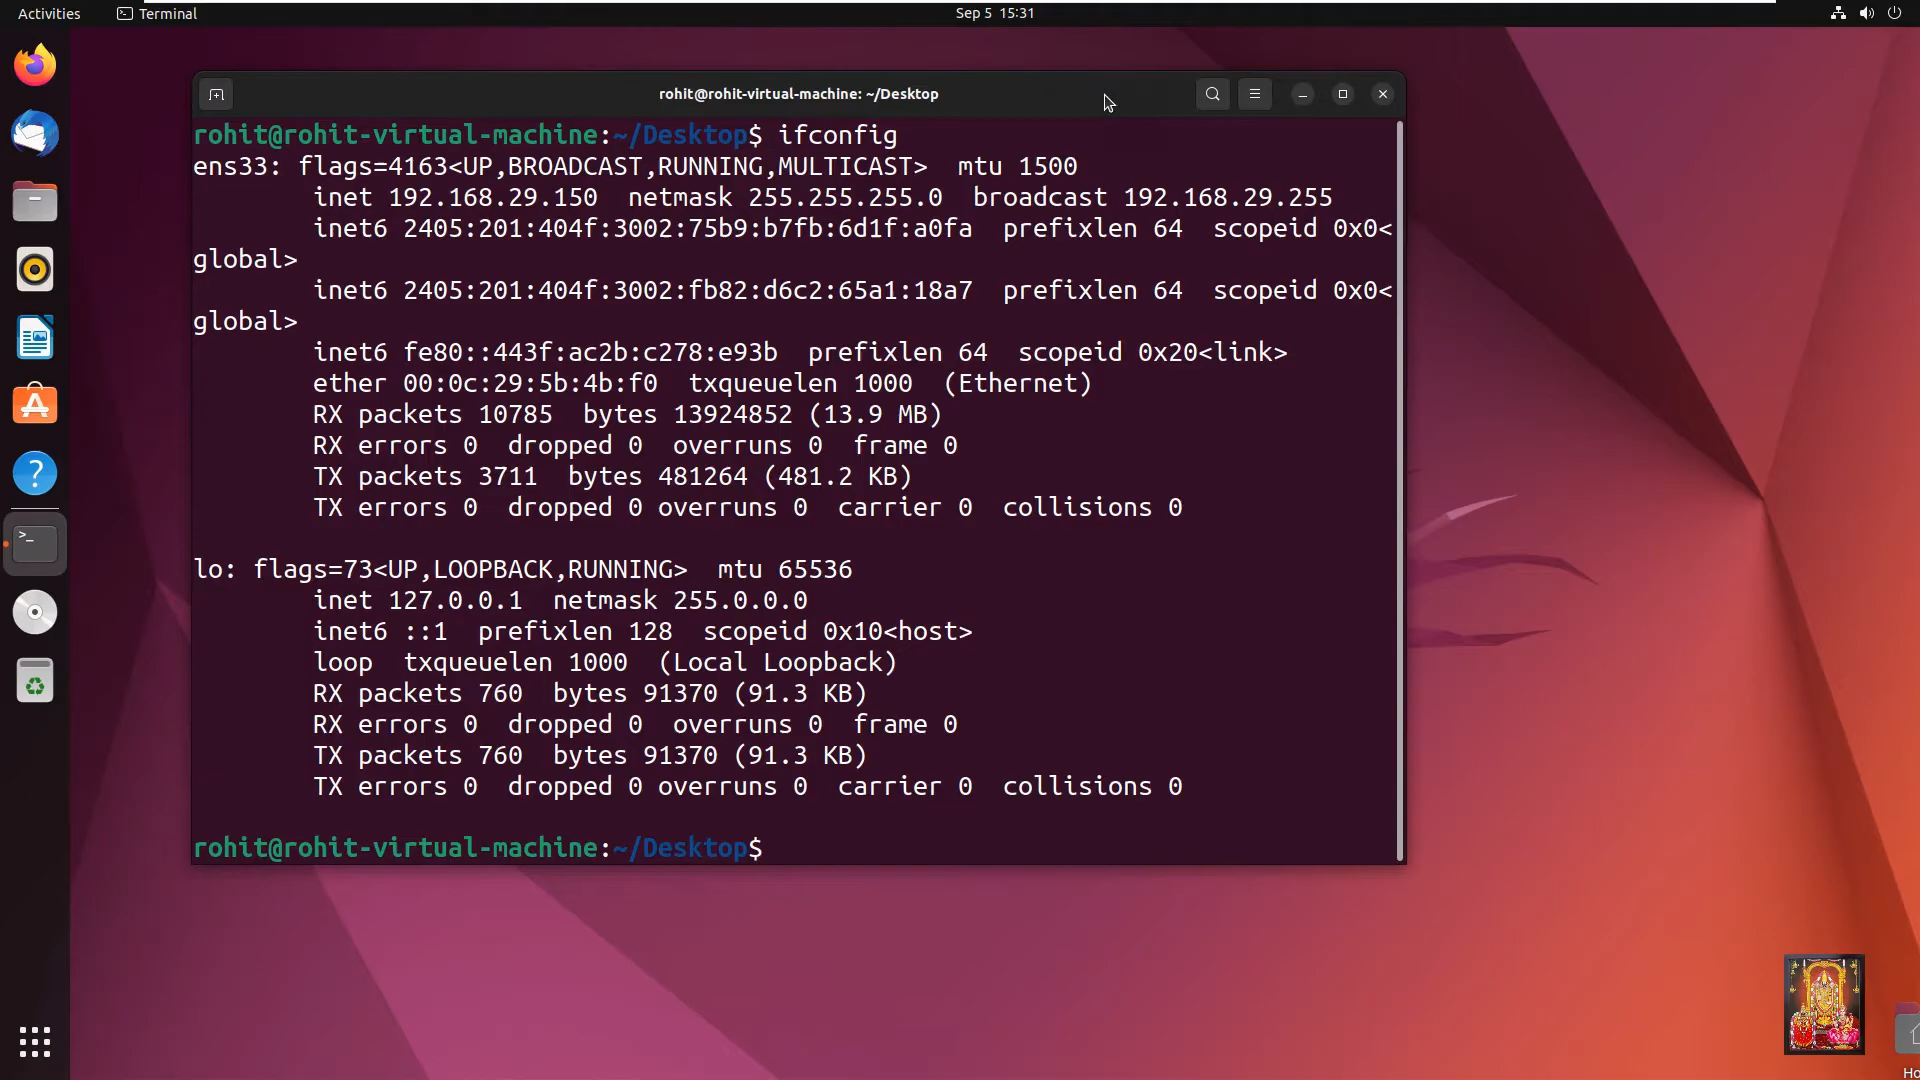 Activities
Terminal
Sep 5 15:31
rohit@rohit-virtual-machine: ~/Desktop
rohit@rohit-virtual-machine:~/Desktop$ ifconfig
ens33: flags=4163<UP,BROADCAST,RUNNING,MULTICAST>  mtu 1500
        inet 192.168.29.150  netmask 255.255.255.0  broadcast 192.168.29.255
        inet6 2405:201:404f:3002:75b9:b7fb:6d1f:a0fa  prefixlen 64  scopeid 0x0<
global>
        inet6 2405:201:404f:3002:fb82:d6c2:65a1:18a7  prefixlen 64  scopeid 0x0<
global>
        inet6 fe80::443f:ac2b:c278:e93b  prefixlen 64  scopeid 0x20<link>
        ether 00:0c:29:5b:4b:f0  txqueuelen 1000  (Ethernet)
        RX packets 10785  bytes 13924852 (13.9 MB)
        RX errors 0  dropped 0  overruns 0  frame 0
        TX packets 3711  bytes 481264 (481.2 KB)
        TX errors 0  dropped 0 overruns 0  carrier 0  collisions 0
lo: flags=73<UP,LOOPBACK,RUNNING>  mtu 65536
        inet 127.0.0.1  netmask 255.0.0.0
        inet6 ::1  prefixlen 128  scopeid 0x10<host>
        loop  txqueuelen 1000  (Local Loopback)
        RX packets 760  bytes 91370 (91.3 KB)
        RX errors 0  dropped 0  overruns 0  frame 0
        TX packets 760  bytes 91370 (91.3 KB)
        TX errors 0  dropped 0 overruns 0  carrier 0  collisions 0
rohit@rohit-virtual-machine:~/Desktop$
Ho